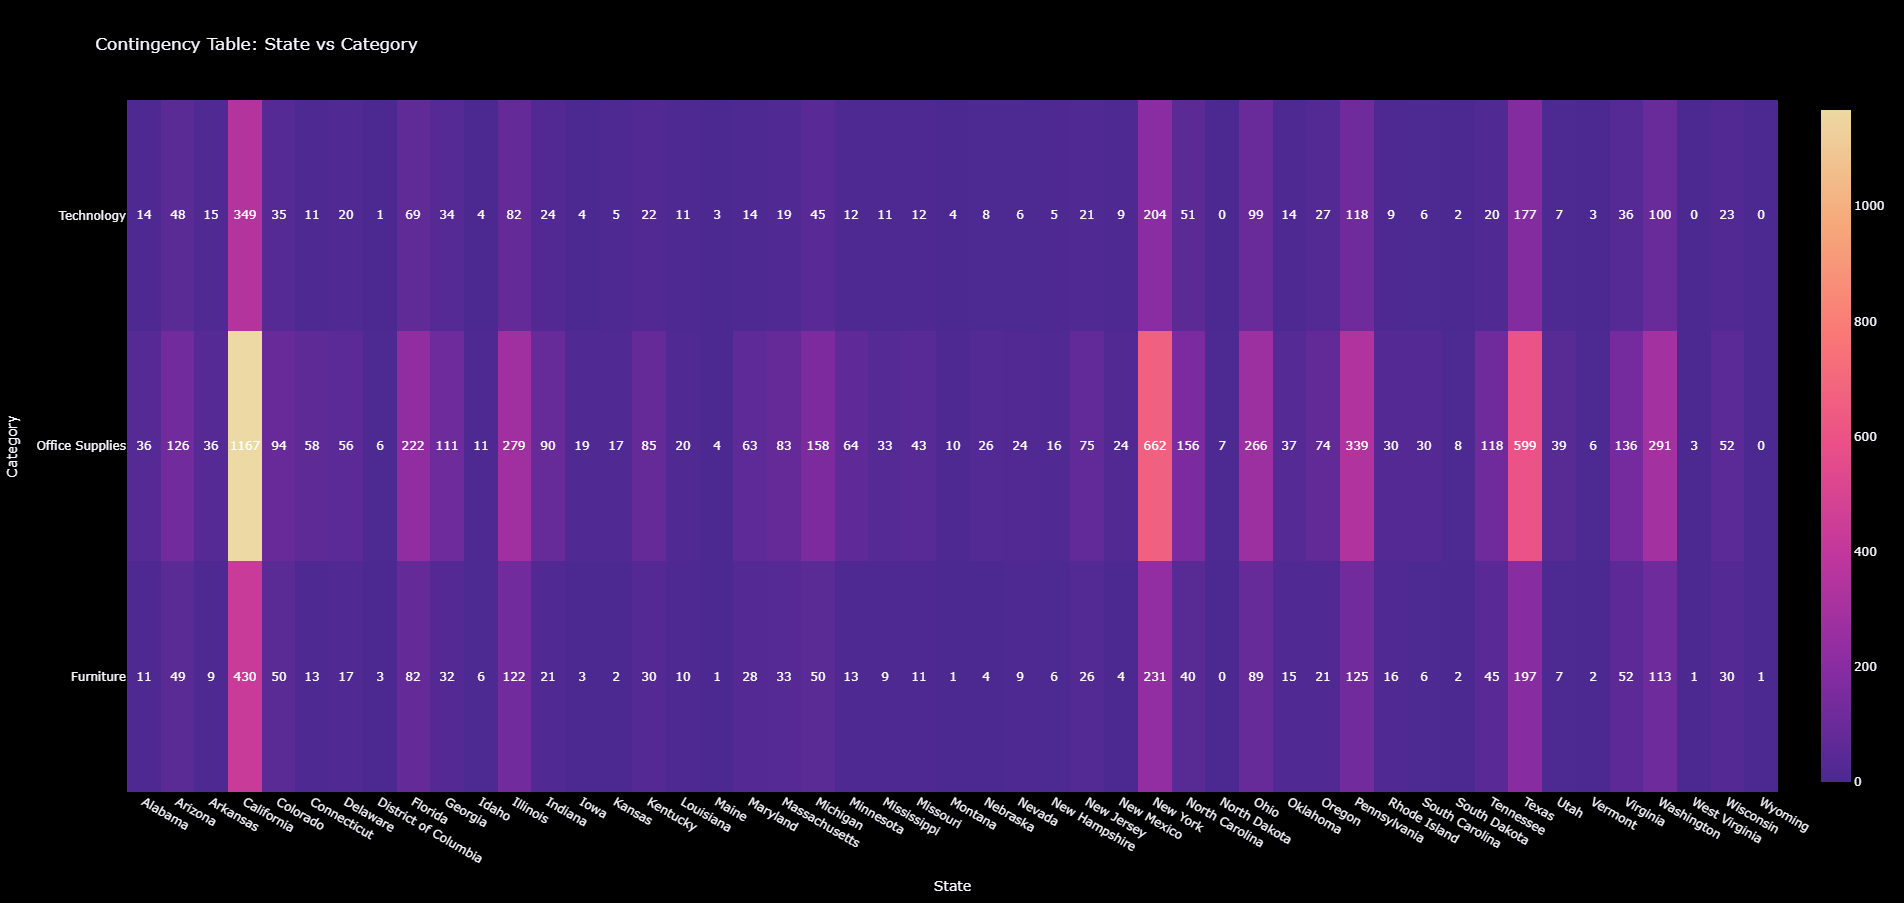 Contingency Table: State vs Category
Technology 14 48 15 349 35 11 20 1 69 34 4 82 24 4 5 22 11 3 14 19 45 12 11 12 4 8 6 5 21 9 204 51 0 99 14 27 118 9 6 2 20 177 7 3 36 100 0 23 0
Office Supplies 36 126 36 1167 94 58 56 6 222 111 11 279 90 19 17 85 20 4 63 83 158 64 33 43 10 26 24 16 75 24 662 156 7 266 37 74 339 30 30 8 118 599 39 6 136 291 3 52 0
Furniture 11 49 9 430 50 13 17 3 82 32 6 122 21 3 2 30 10 1 28 33 50 13 9 11 1 4 9 6 26 4 231 40 0 89 15 21 125 16 6 2 45 197 7 2 52 113 1 30 1
Category
Alabama
Arizona
Arkansas
California
Colorado
Connecticut
Delaware
District of Columbia
Florida
Georgia
Idaho
Illinois
Indiana
Iowa
Kansas
Kentucky
Louisiana
Maine
Maryland
Massachusetts
Michigan
Minnesota
Mississippi
Missouri
Montana
Nebraska
Nevada
New Hampshire
New Jersey
New Mexico
New York
North Carolina
North Dakota
Ohio
Oklahoma
Oregon
Pennsylvania
Rhode Island
South Carolina
South Dakota
Tennessee
Texas
Utah
Vermont
Virginia
Washington
West Virginia
Wisconsin
Wyoming
State
1000
800
600
400
200
0